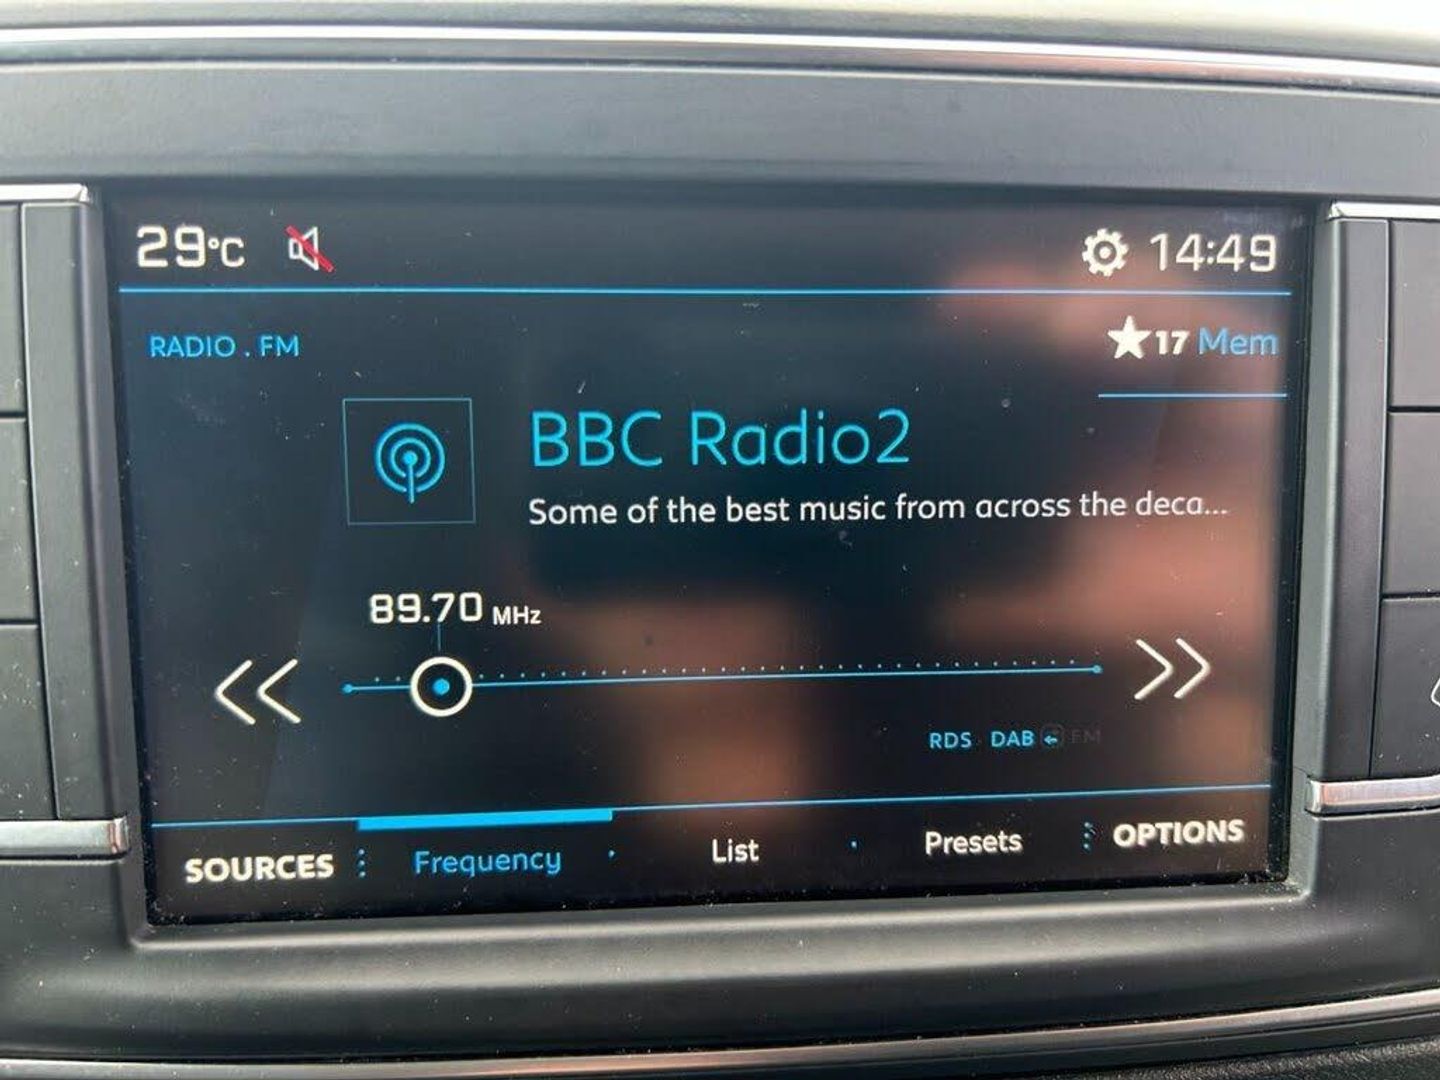 29°C
14:49
RADIO . FM
★17 Mem
BBC Radio2
Some of the best music from across the deca...
89.70 MHz
RDS DAB FM
SOURCES Frequency List Presets OPTIONS